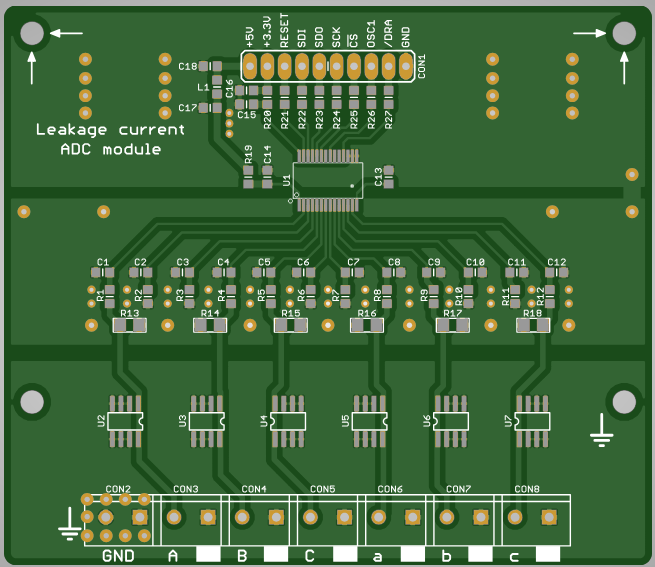 +5V +3.3V RESET SDI SDO SCK CS OSC1 /DRA GND
CON1
C18
L1
C16
C17
C15
R20 R21 R22 R23 R24 R25 R26 R27
Leakage current
ADC module
R19 C14 U1 C13
C1 C2 C3 C4 C5 C6 C7 C8 C9 C10 C11 C12
R1 R2 R3 R4 R5 R6 R7 R8 R9 R10 R11 R12
R13 R14 R15 R16 R17 R18
U2 U3 U4 U5 U6 U7
CON2 CON3 CON4 CON5 CON6 CON7 CON8
GND A B C a b c